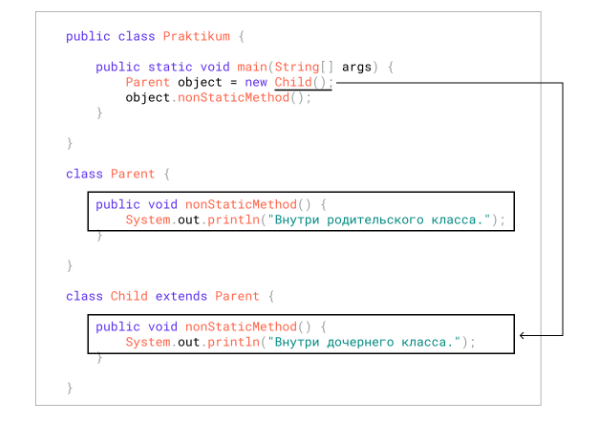 public class Praktikum {
public static void main(String[] args) {
Parent object = new Child();
object.nonStaticMethod();
}
}
class Parent {
public void nonStaticMethod() {
System.out.println("Внутри родительского класса.");
}
}
class Child extends Parent {
public void nonStaticMethod() {
System.out.println("Внутри дочернего класса.");
}
}